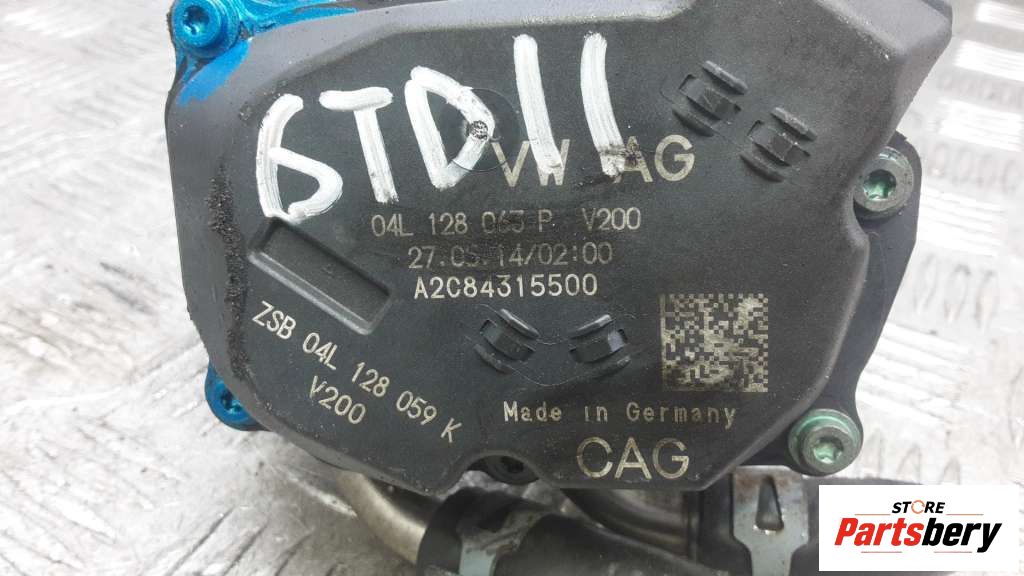 6TD11
VW AG
04L 128 063 P V200
27.05.14/02:00
A2C84315500
ZSB 04L 128 059 K
V200
Made in Germany
CAG
STORE
Partsbery